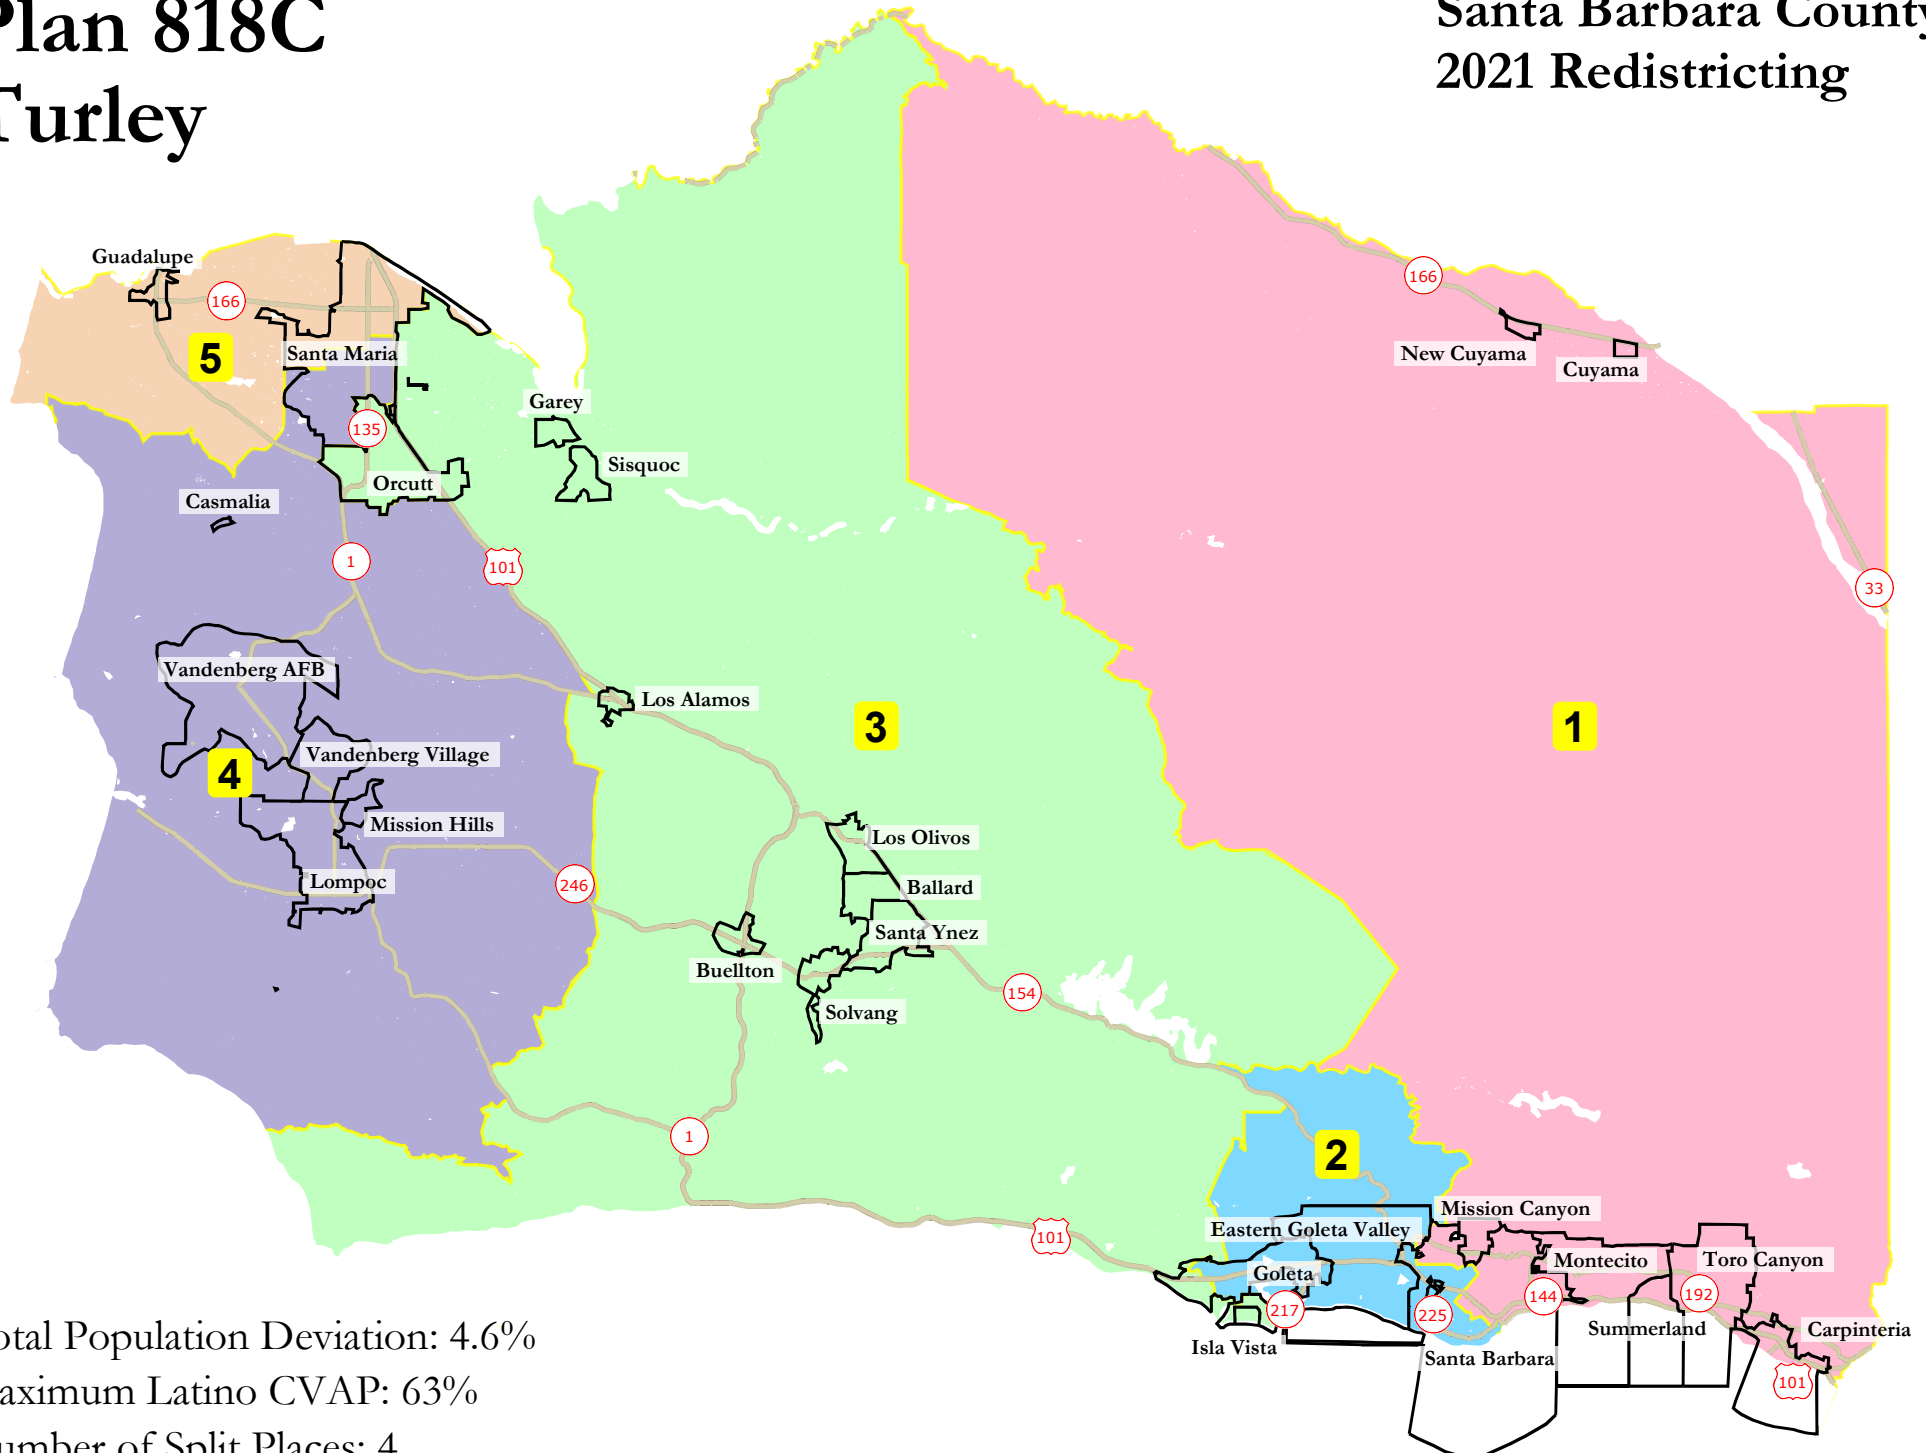 Plan 818C
Turley
Santa Barbara County
2021 Redistricting
Guadalupe
166
5
Santa Maria
135
Orcutt
Casmalia
1
101
Garey
Sisquoc
166
New Cuyama
Cuyama
33
Vandenberg AFB
Los Alamos
3
1
Vandenberg Village
4
Mission Hills
Lompoc
246
Los Olivos
Ballard
Santa Ynez
Buellton
Solvang
154
1
2
101
Mission Canyon
Eastern Goleta Valley
Goleta
Montecito
Toro Canyon
217
225
144
192
Isla Vista
Santa Barbara
Summerland
Carpinteria
101
otal Population Deviation: 4.6%
aximum Latino CVAP: 63%
umber of Split Places: 4